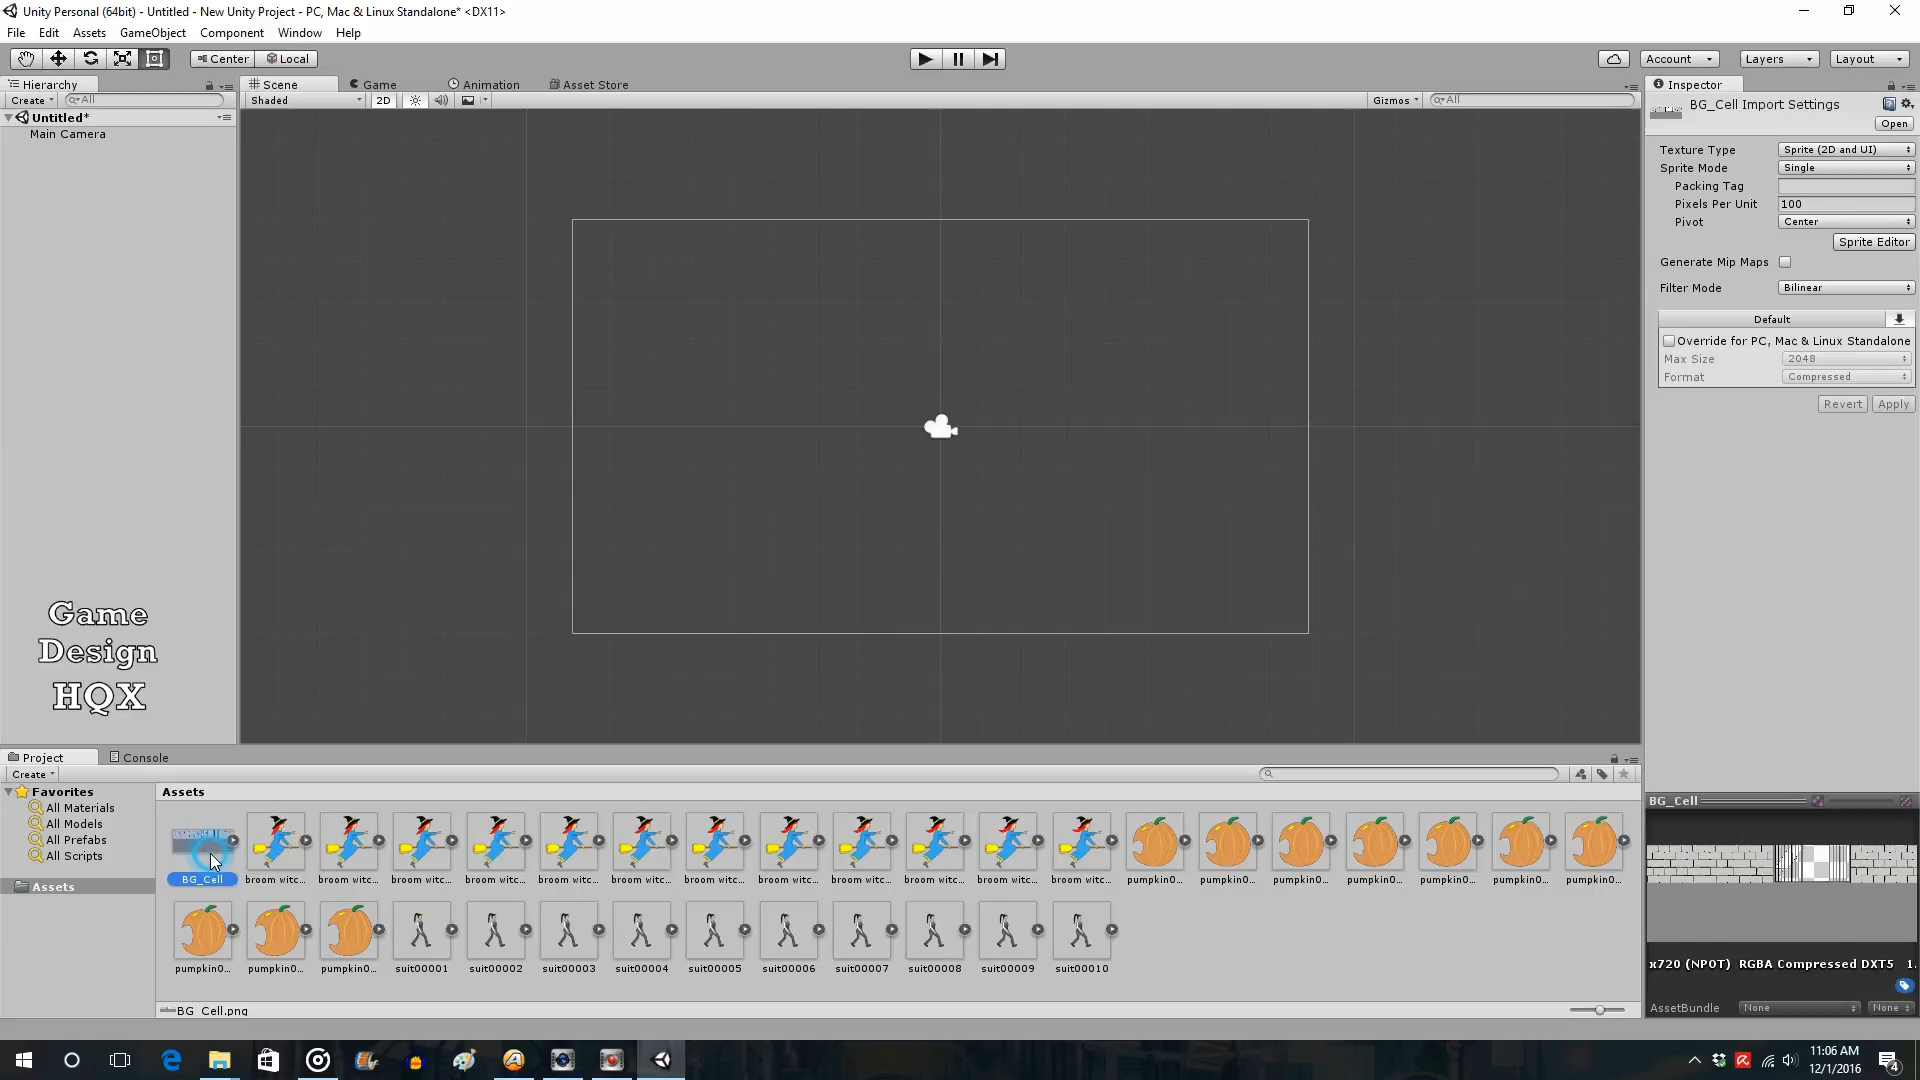 Unity Personal (64bit) - Untitled - New Unity Project - PC, Mac & Linux Standalone* <DX11>
File Edit Assets GameObject Component Window Help
Center Local Account Layers Layout
Hierarchy
Create All
Untitled*
Main Camera
Scene Game Animation Asset Store
Shaded 2D Gizmos All
Inspector
BG_Cell Import Settings
Open
Texture Type Sprite (2D and UI)
Sprite Mode Single
Packing Tag
Pixels Per Unit 100
Pivot Center
Sprite Editor
Generate Mip Maps
Filter Mode Bilinear
Default
Override for PC, Mac & Linux Standalone
Max Size 2048
Format Compressed
Revert Apply
Game
Design
HQX
Project Console
Create
Favorites
All Materials
All Models
All Prefabs
All Scripts
Assets
Assets
BG_Cell broom witc... broom witc... broom witc... broom witc... broom witc... broom witc... broom witc... broom witc... broom witc... broom witc... broom witc... broom witc... pumpkin0... pumpkin0... pumpkin0... pumpkin0... pumpkin0... pumpkin0... pumpkin0...
pumpkin0... pumpkin0... pumpkin0... suit00001 suit00002 suit00003 suit00004 suit00005 suit00006 suit00007 suit00008 suit00009 suit00010
BG_Cell.png
BG_Cell
x720 (NPOT) RGBA Compressed DXT5 1.
AssetBundle None None
11:06 AM
12/1/2016
4